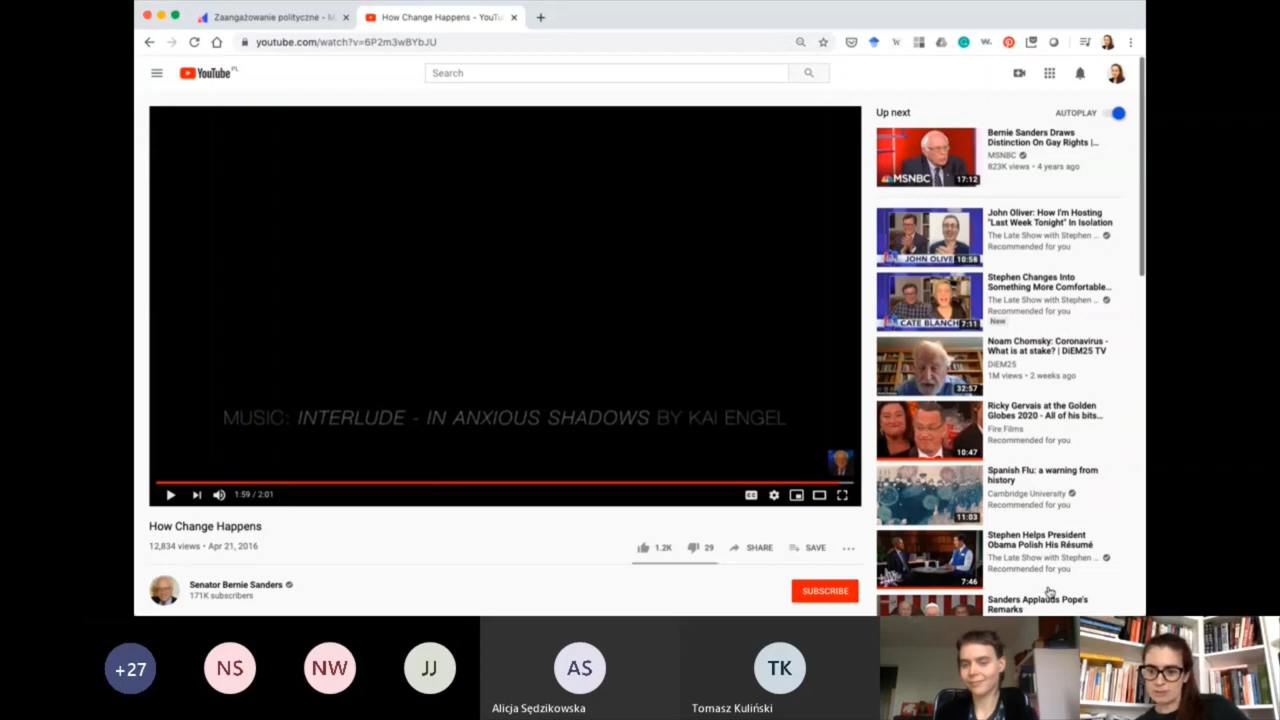 Zaangażowanie polityczne - M
How Change Happens - YouTu
youtube.com/watch?v=6P2m3wBYbJU
YouTube PL
Search
Up next
AUTOPLAY
Bernie Sanders Draws
Distinction On Gay Rights |...
MSNBC
823K views • 4 years ago
MSNBC
17:12
John Oliver: How I'm Hosting
"Last Week Tonight" In Isolation
The Late Show with Stephen ...
Recommended for you
JOHN OLIVE
10:58
Stephen Changes Into
Something More Comfortable...
The Late Show with Stephen ...
Recommended for you
New
CATE BLANCH
7:11
Noam Chomsky: Coronavirus -
What is at stake? | DiEM25 TV
DiEM25
1M views • 2 weeks ago
32:57
Ricky Gervais at the Golden
Globes 2020 - All of his bits...
Fire Films
Recommended for you
10:47
Spanish Flu: a warning from
history
Cambridge University
Recommended for you
11:03
Stephen Helps President
Obama Polish His Résumé
The Late Show with Stephen ...
Recommended for you
7:46
Sanders Applauds Pope's
Remarks
BY KAI ENGEL
1:59 / 2:01
How Change Happens
12,834 views • Apr 21, 2016
1.2K
29
SHARE
SAVE
...
Senator Bernie Sanders
171K subscribers
SUBSCRIBE
+27
NS
NW
JJ
AS
Alicja Sędzikowska
TK
Tomasz Kuliński